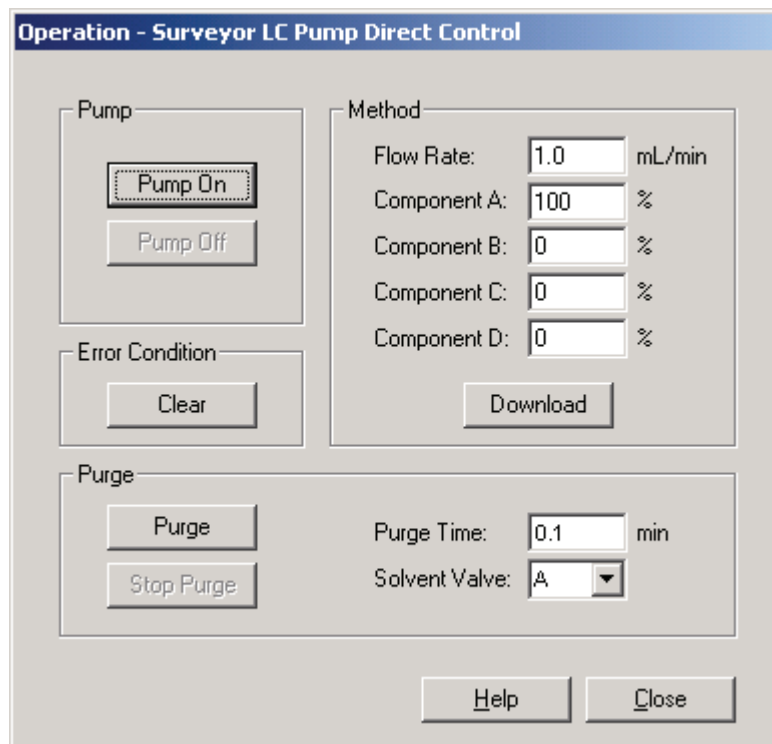 Operation - Surveyor LC Pump Direct Control
Pump
Pump On
Pump Off
Method
Flow Rate: 1.0 mL/min
Component A: 100 %
Component B: 0 %
Component C: 0 %
Component D: 0 %
Download
Error Condition
Clear
Purge
Purge
Stop Purge
Purge Time: 0.1 min
Solvent Valve: A
Help
Close